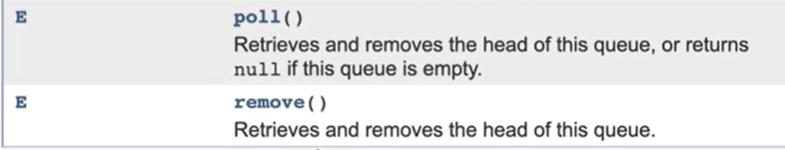 E poll()
Retrieves and removes the head of this queue, or returns
null if this queue is empty.
E remove()
Retrieves and removes the head of this queue.